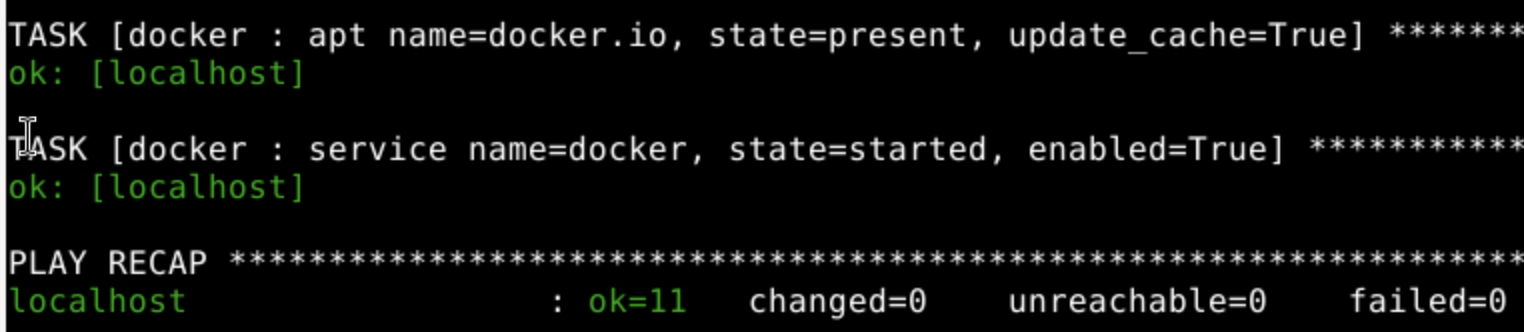 TASK [docker : apt name=docker.io, state=present, update_cache=True] *******
ok: [localhost]
TASK [docker : service name=docker, state=started, enabled=True] ***********
ok: [localhost]
PLAY RECAP *****************************************************************
localhost : ok=11 changed=0 unreachable=0 failed=0